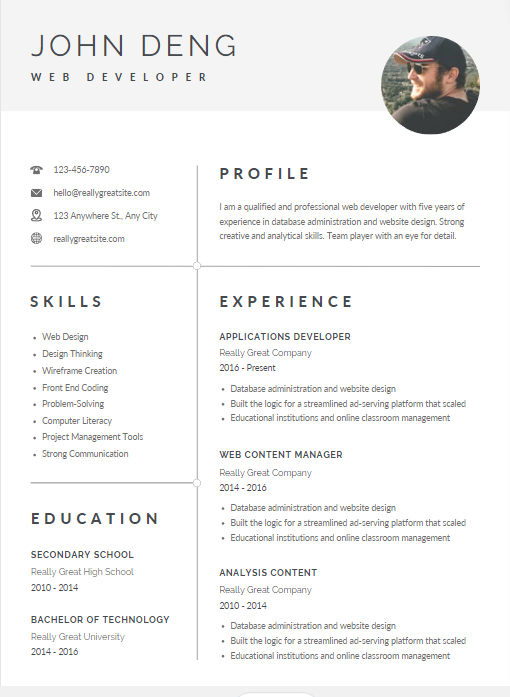 JOHN DENG
WEB DEVELOPER
123-456-7890
hello@reallygreatsite.com
123 Anywhere St., Any City
reallygreatsite.com
PROFILE
I am a qualified and professional web developer with five years of
experience in database administration and website design. Strong
creative and analytical skills. Team player with an eye for detail.
SKILLS
• Web Design
• Design Thinking
• Wireframe Creation
• Front End Coding
• Problem-Solving
• Computer Literacy
• Project Management Tools
• Strong Communication
EDUCATION
SECONDARY SCHOOL
Really Great High School
2010 - 2014
BACHELOR OF TECHNOLOGY
Really Great University
2014 - 2016
EXPERIENCE
APPLICATIONS DEVELOPER
Really Great Company
2016 - Present
• Database administration and website design
• Built the logic for a streamlined ad-serving platform that scaled
• Educational institutions and online classroom management
WEB CONTENT MANAGER
Really Great Company
2014 - 2016
• Database administration and website design
• Built the logic for a streamlined ad-serving platform that scaled
• Educational institutions and online classroom management
ANALYSIS CONTENT
Really Great Company
2010 - 2014
• Database administration and website design
• Built the logic for a streamlined ad-serving platform that scaled
• Educational institutions and online classroom management